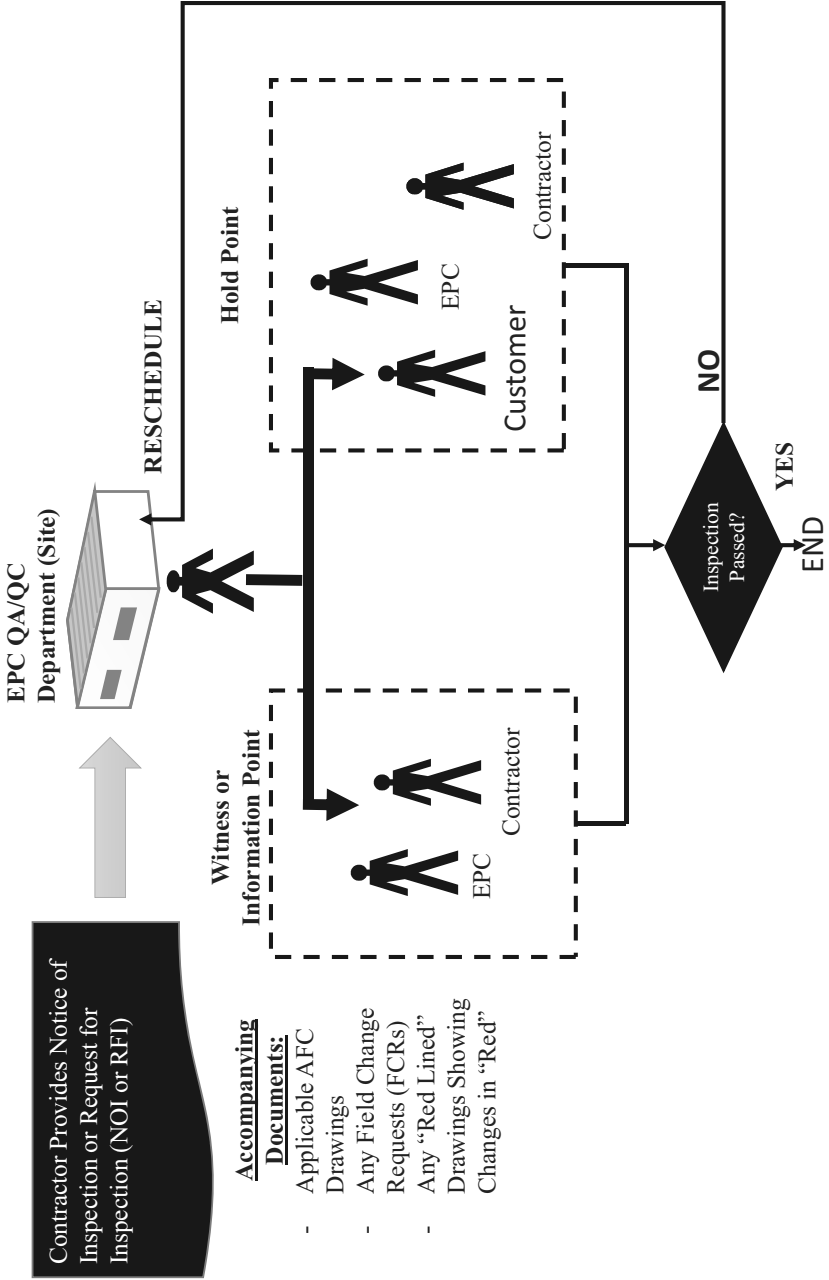 Contractor Provides Notice of
Inspection or Request for
Inspection (NOI or RFI)
EPC QA/QC
Department (Site)
RESCHEDULE
Accompanying
Documents:
- Applicable AFC
Drawings
- Any Field Change
Requests (FCRs)
- Any “Red Lined”
Drawings Showing
Changes in “Red”
Witness or
Information Point
EPC
Contractor
Hold Point
Customer
EPC
Contractor
Inspection
Passed?
NO
YES
END